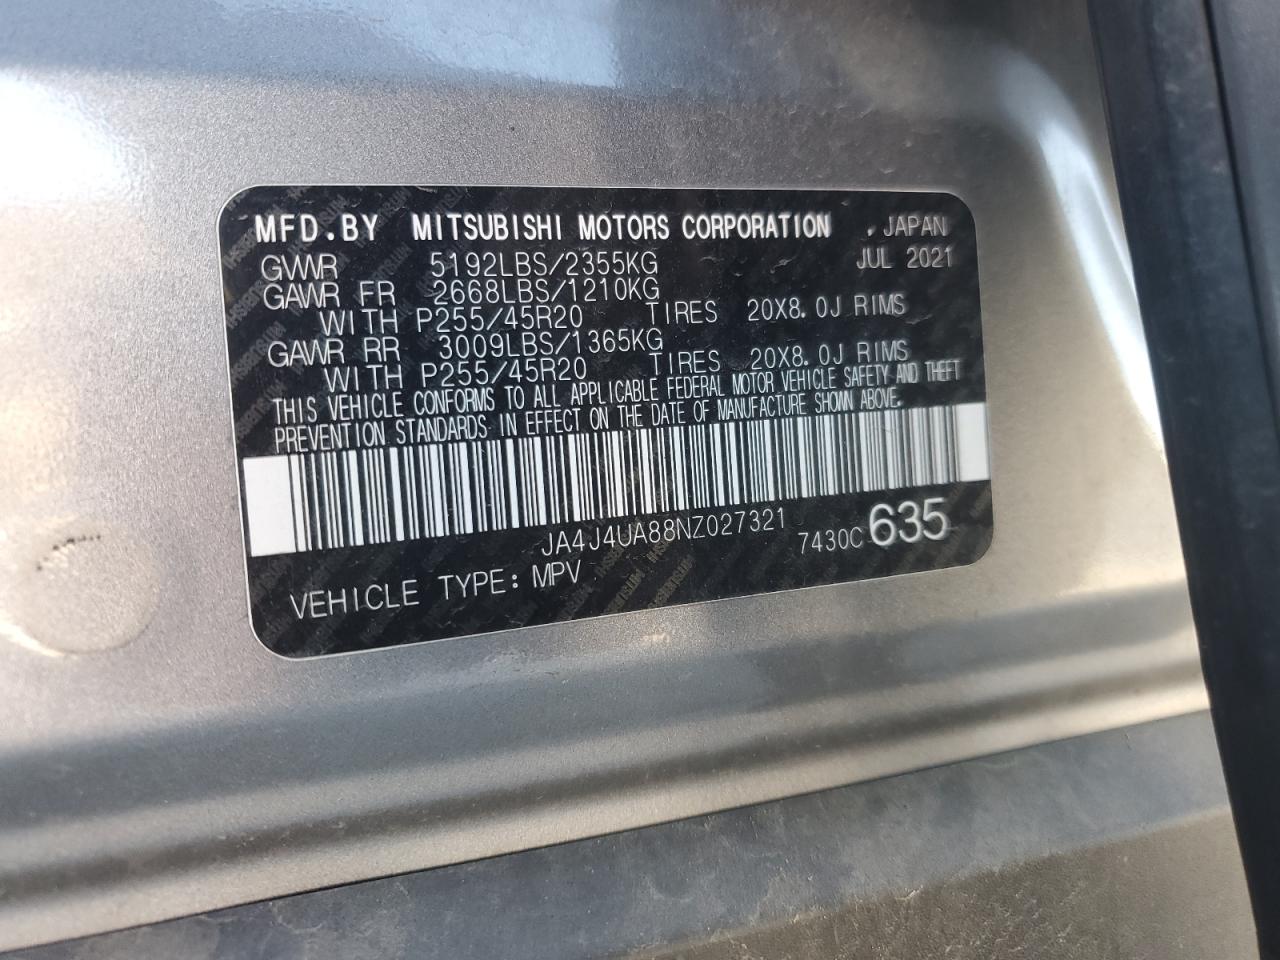 MFD.BY MITSUBISHI MOTORS CORPORATION , JAPAN
GVWR 5192LBS/2355KG JUL 2021
GAWR FR 2668LBS/1210KG
WITH P255/45R20 TIRES 20X8.0J RIMS
GAWR RR 3009LBS/1365KG
WITH P255/45R20 TIRES 20X8.0J RIMS
THIS VEHICLE CONFORMS TO ALL APPLICABLE FEDERAL MOTOR VEHICLE SAFETY AND THEFT
PREVENTION STANDARDS IN EFFECT ON THE DATE OF MANUFACTURE SHOWN ABOVE.
JA4J4UA88NZ027321 7430C 635
VEHICLE TYPE: MPV